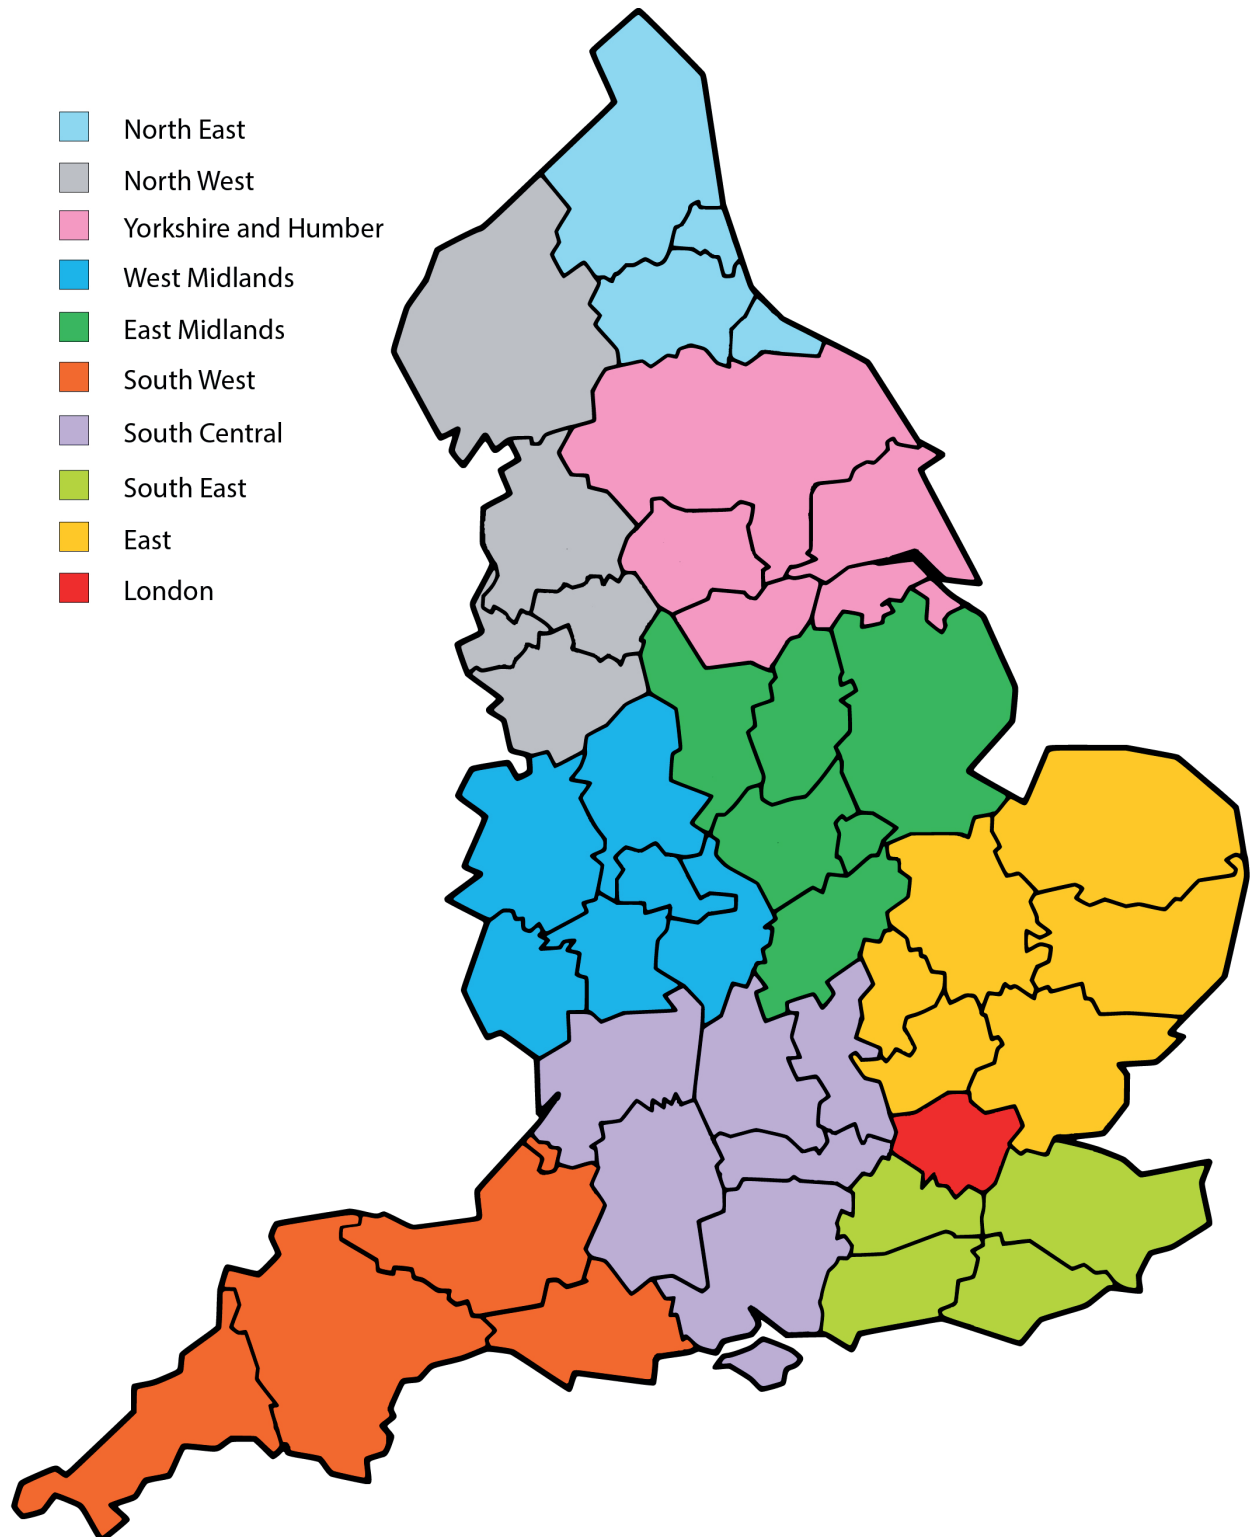 North East
North West
Yorkshire and Humber
West Midlands
East Midlands
South West
South Central
South East
East
London